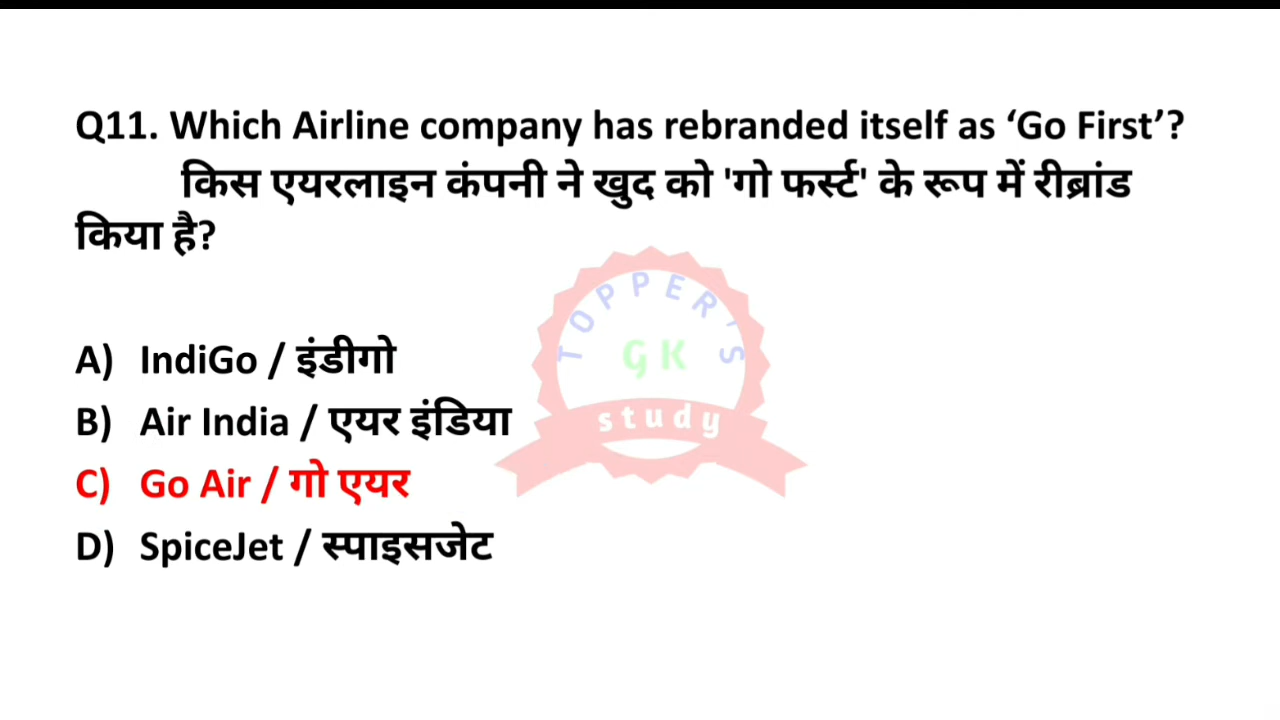 Q11. Which Airline company has rebranded itself as ‘Go First’?
किस एयरलाइन कंपनी ने खुद को 'गो फर्स्ट' के रूप में रीब्रांड
किया है?
TOPPER'S
GK
study
A) IndiGo / इंडीगो
B) Air India / एयर इंडिया
C) Go Air / गो एयर
D) SpiceJet / स्पाइसजेट